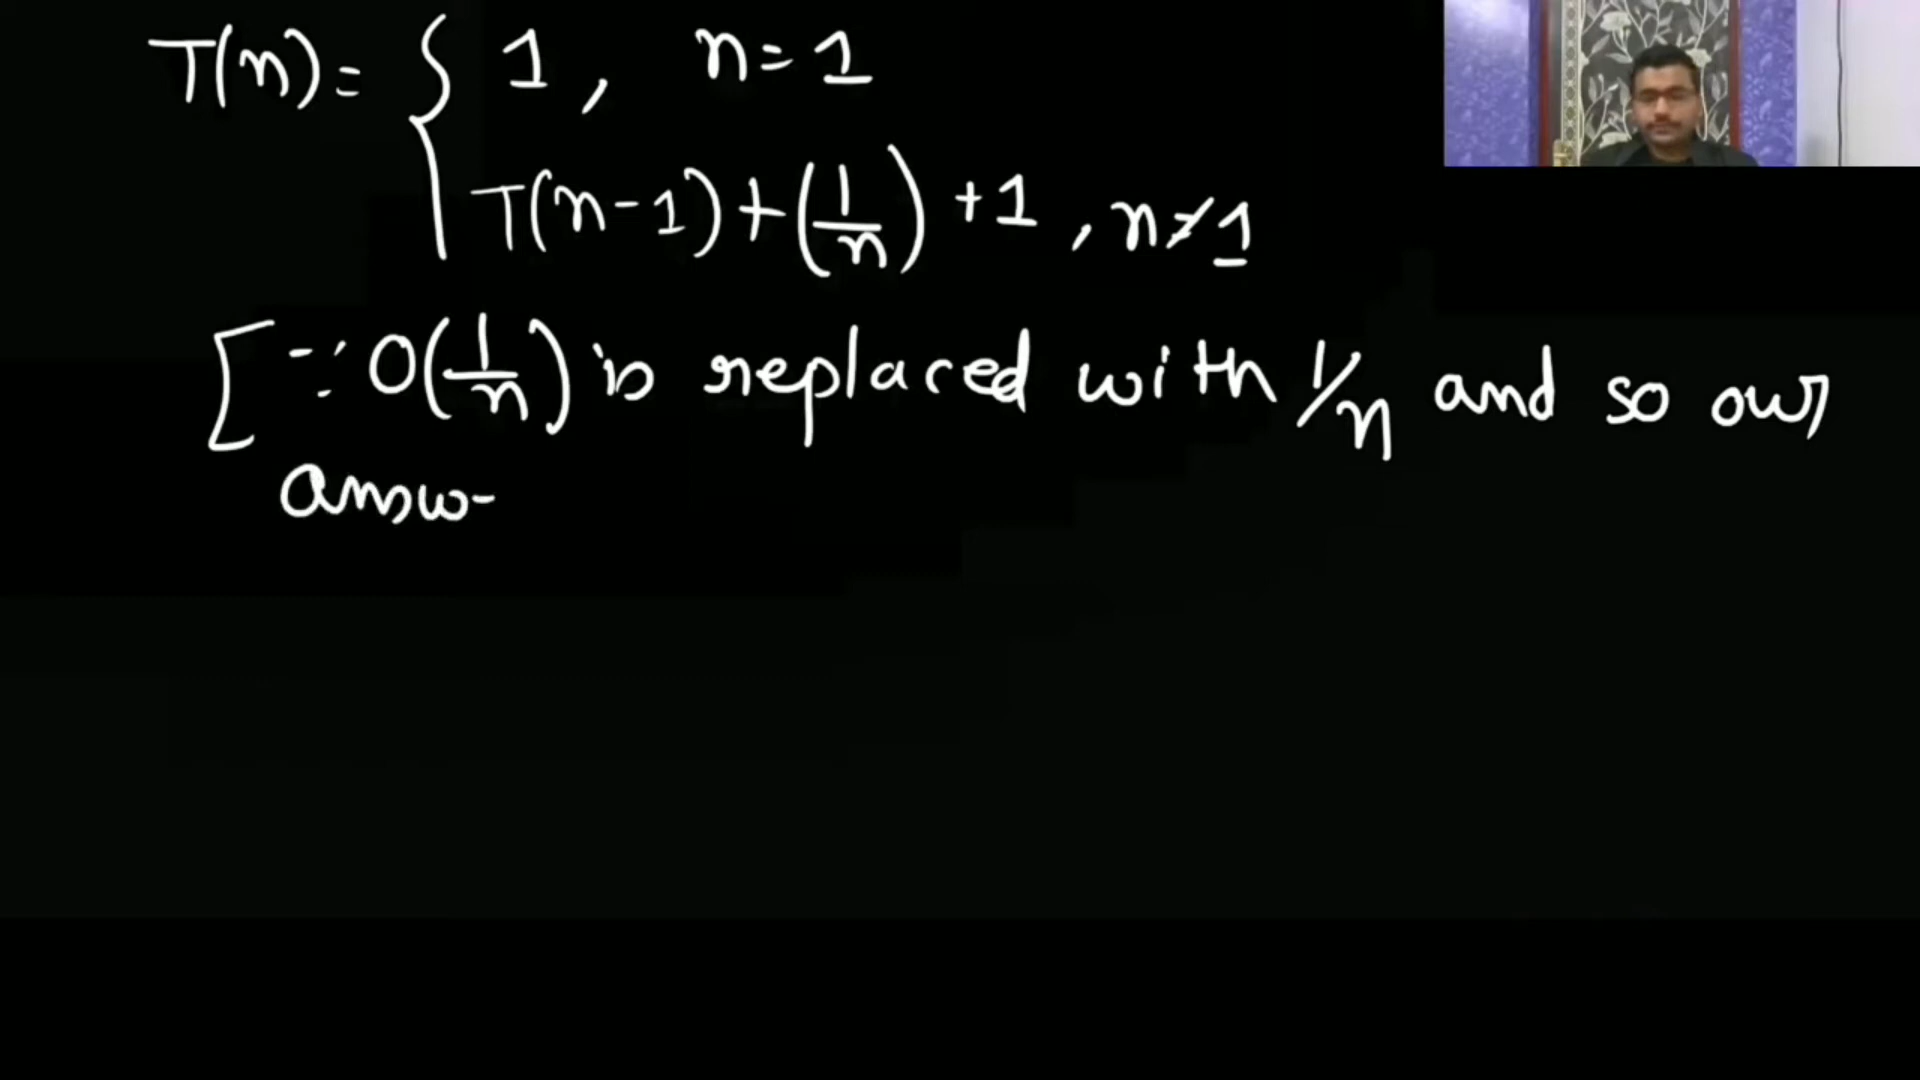 T(n) = { 1 , n = 1
T(n-1) + (1/n) + 1 , n ≠ 1
[∵ O(1/n) is replaced with 1/n and so our
answ-